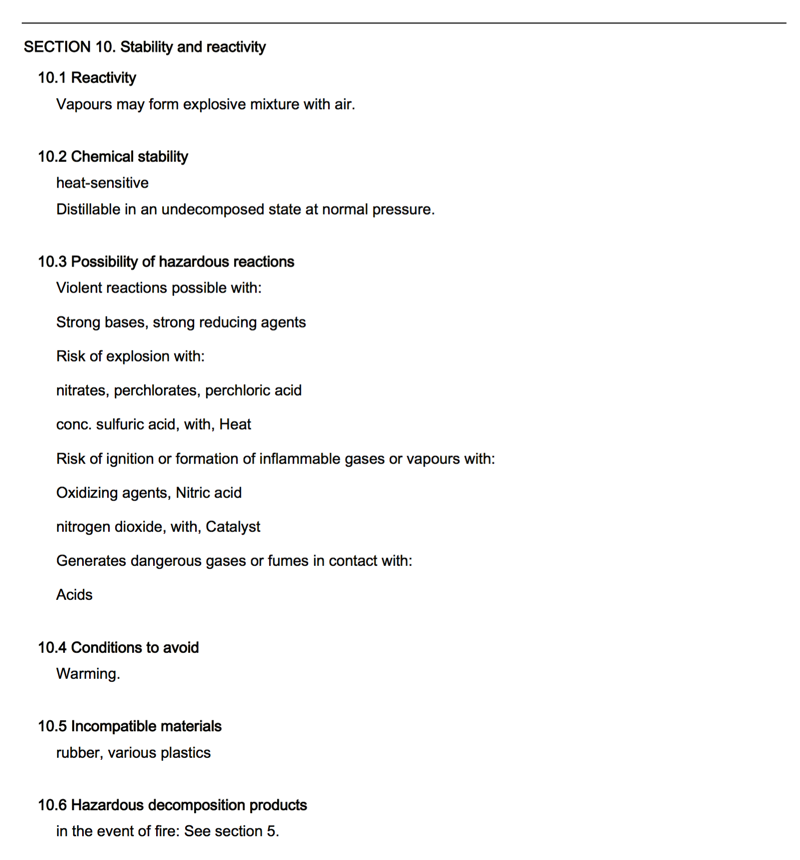 SECTION 10. Stability and reactivity
10.1 Reactivity
Vapours may form explosive mixture with air.
10.2 Chemical stability
heat-sensitive
Distillable in an undecomposed state at normal pressure.
10.3 Possibility of hazardous reactions
Violent reactions possible with:
Strong bases, strong reducing agents
Risk of explosion with:
nitrates, perchlorates, perchloric acid
conc. sulfuric acid, with, Heat
Risk of ignition or formation of inflammable gases or vapours with:
Oxidizing agents, Nitric acid
nitrogen dioxide, with, Catalyst
Generates dangerous gases or fumes in contact with:
Acids
10.4 Conditions to avoid
Warming.
10.5 Incompatible materials
rubber, various plastics
10.6 Hazardous decomposition products
in the event of fire: See section 5.